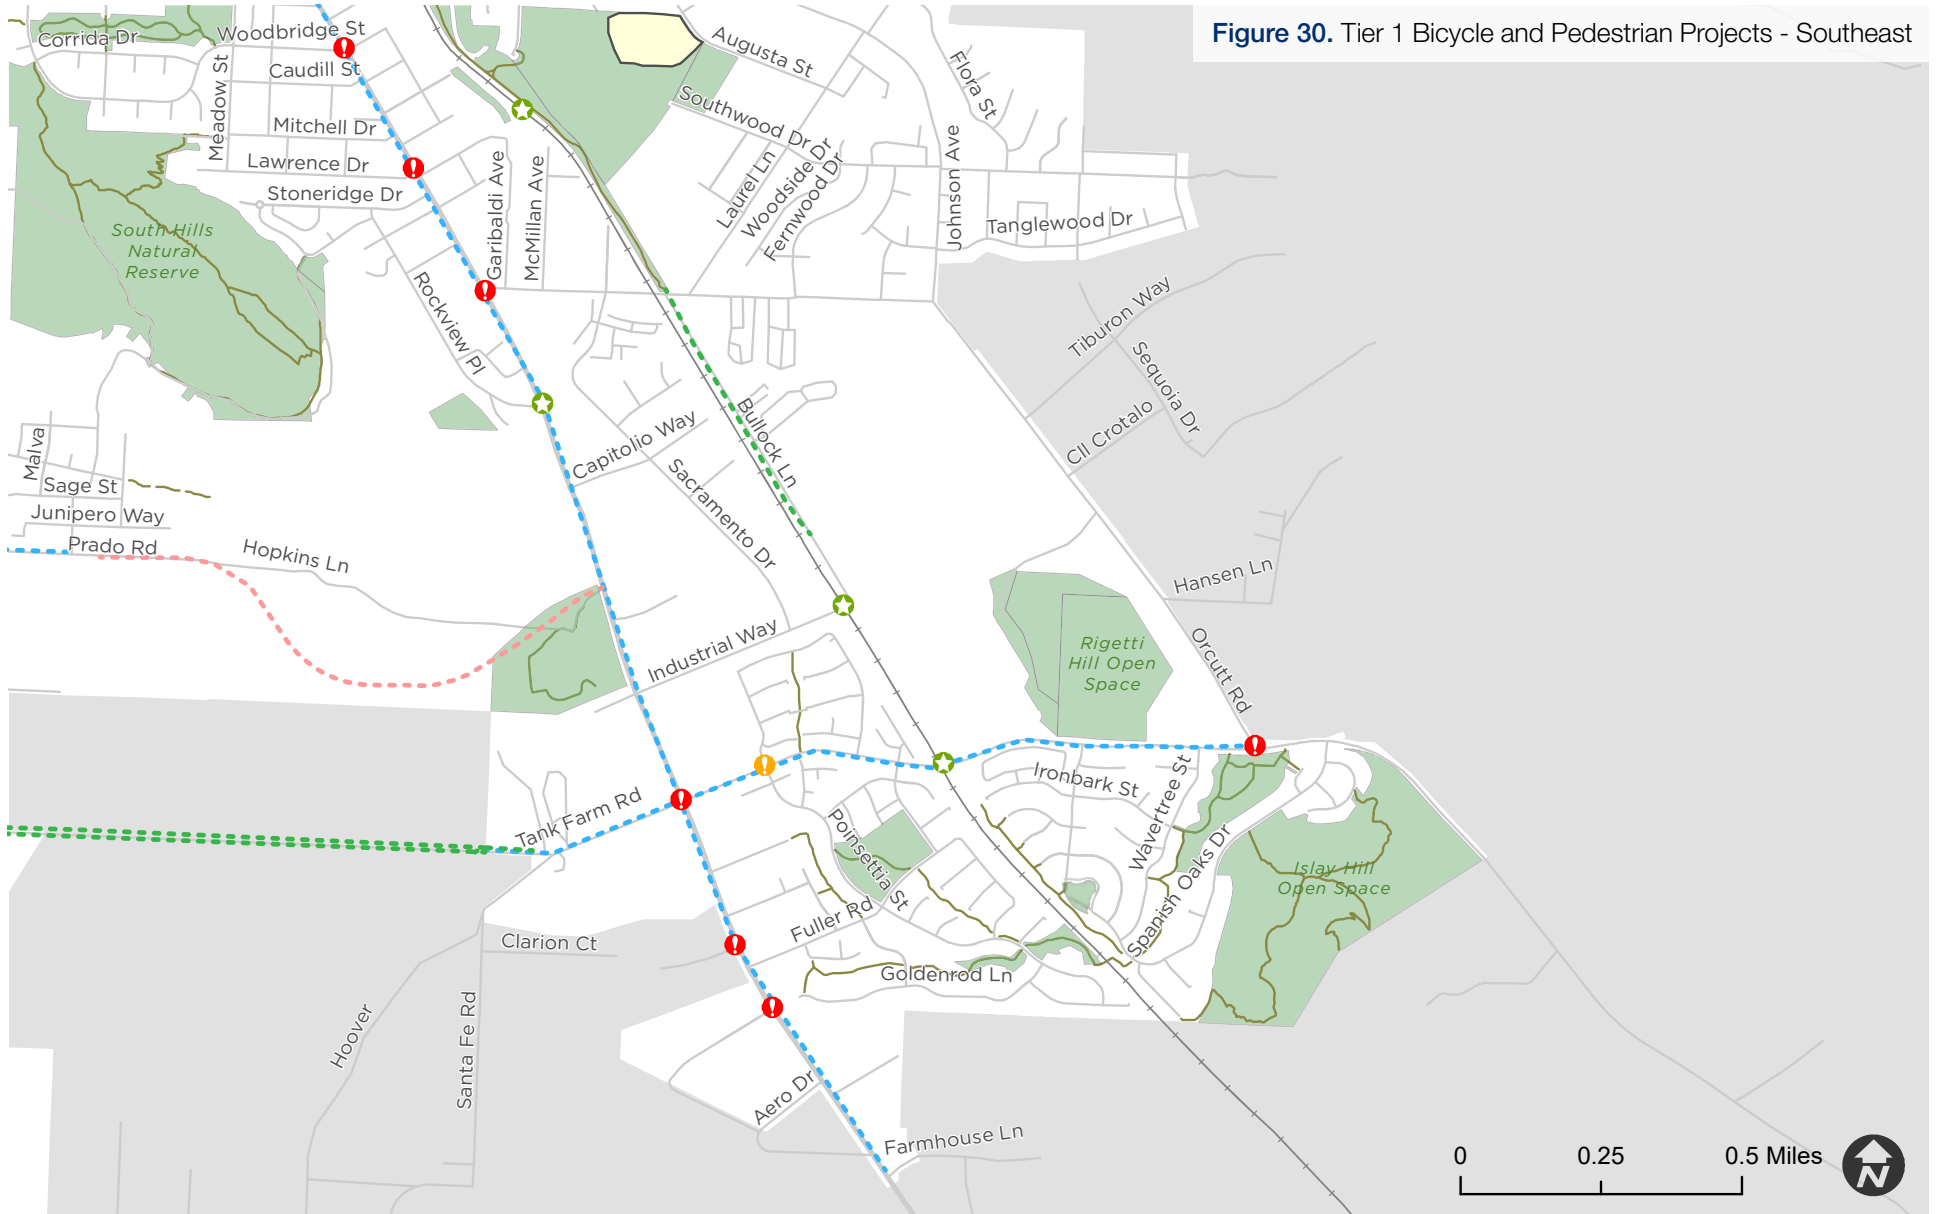 Figure 30. Tier 1 Bicycle and Pedestrian Projects - Southeast
Corrida Dr
Woodbridge St
Meadow St
Caudill St
Mitchell Dr
Lawrence Dr
Stoneridge Dr
Augusta St
Flora St
Southwood Dr
Laurel Ln
Woodside Dr
Fernwood Dr
Johnson Ave
Tanglewood Dr
Garibaldi Ave
McMillan Ave
South Hills
Natural
Reserve
Rockview Pl
Tiburon Way
Sequoia Dr
Cll Crotalo
Bullock Ln
Capitolio Way
Sacramento Dr
Malva
Sage St
Junipero Way
Prado Rd
Hopkins Ln
Hansen Ln
Industrial Way
Rigetti
Hill Open
Space
Orcutt Rd
Ironbark St
Wavertree St
Tank Farm Rd
Poinsettia St
Spanish Oaks Dr
Islay Hill
Open Space
Fuller Rd
Clarion Ct
Goldenrod Ln
Hoover
Santa Fe Rd
Aero Dr
Farmhouse Ln
0 0.25 0.5 Miles
N